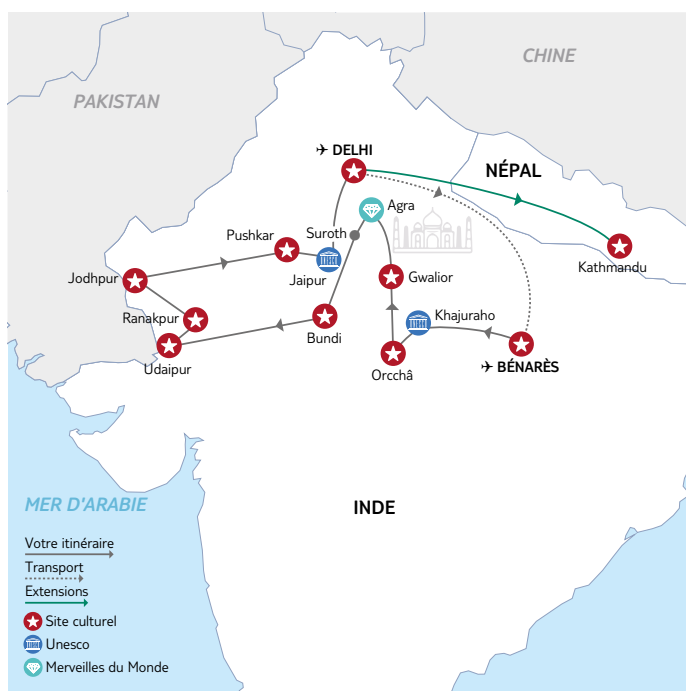 CHINE
PAKISTAN
DELHI
NÉPAL
Agra
Pushkar
Suroth
Kathmandu
Jodhpur
Jaipur
Gwalior
Ranakpur
Khajuraho
Bundi
Udaipur
Orcchâ
BÉNARÈS
MER D'ARABIE
INDE
Votre itinéraire
Transport
Extensions
Site culturel
Unesco
Merveilles du Monde